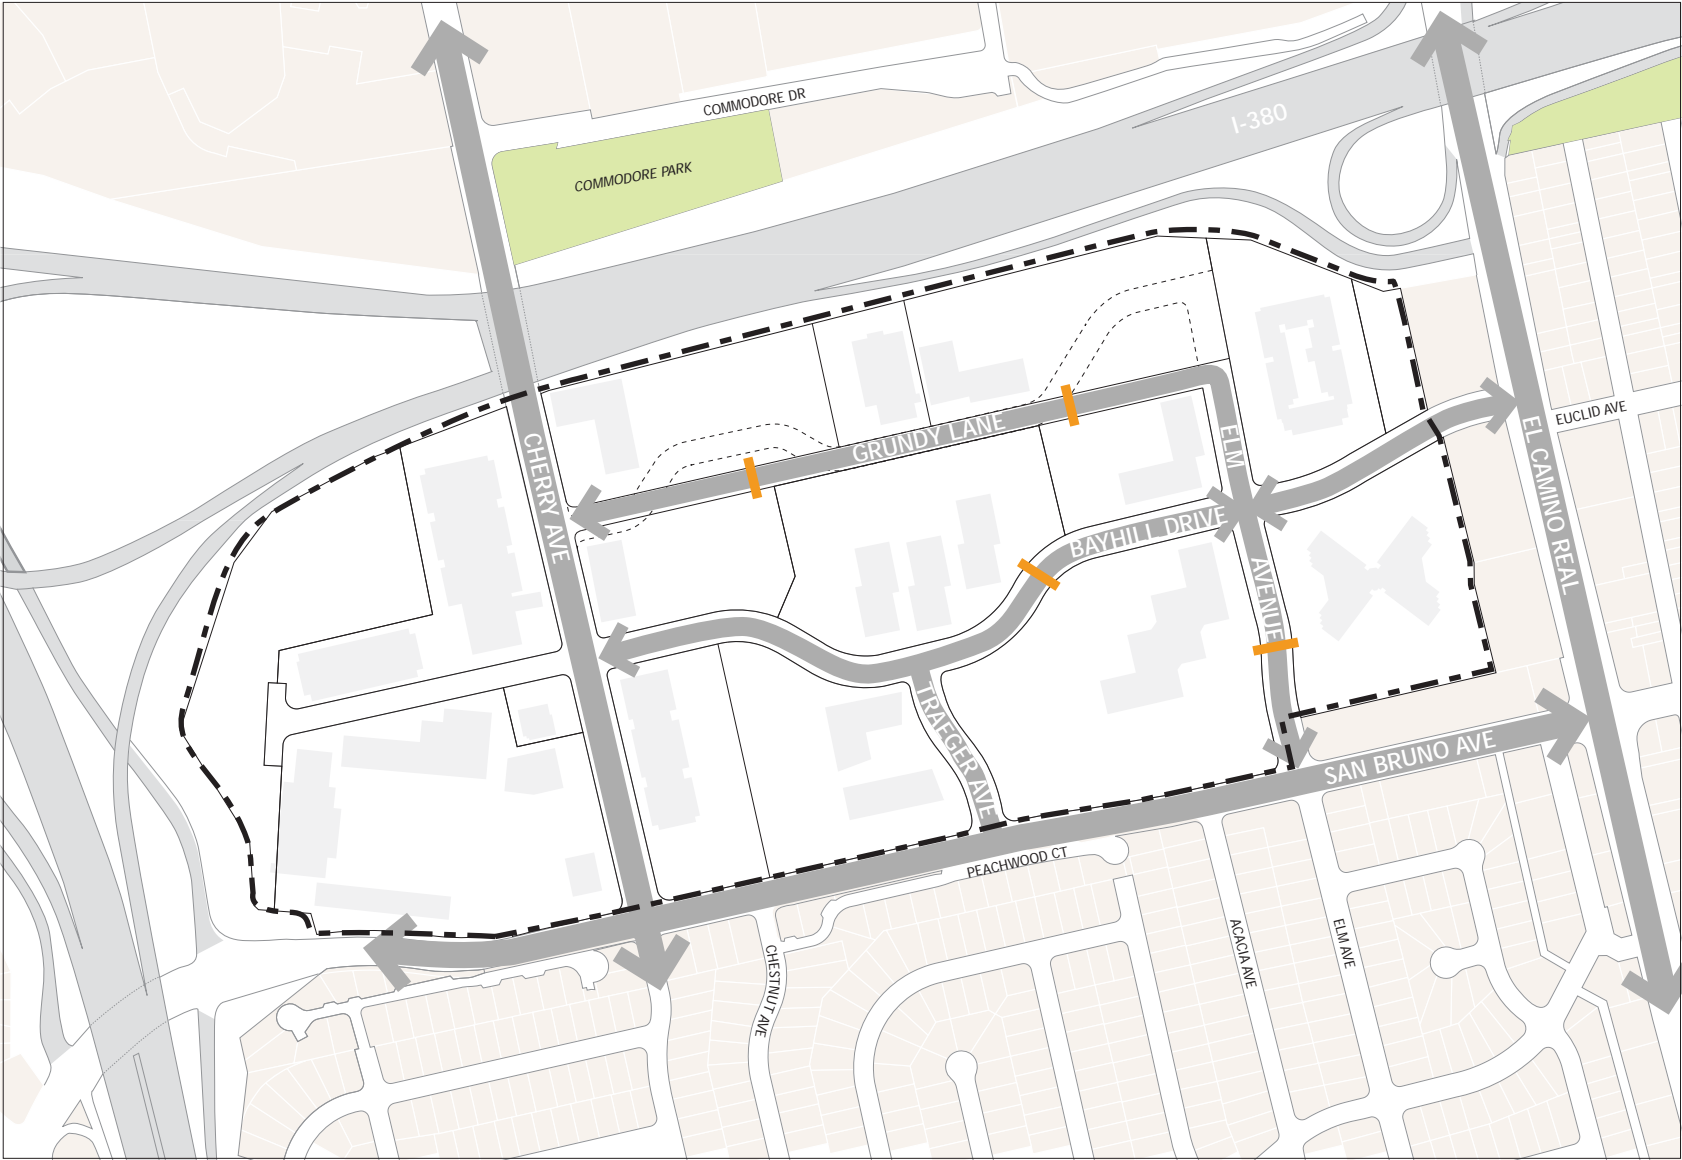 COMMODORE DR
I-380
COMMODORE PARK
EUCLID AVE
GRUNDY LANE
ELM
CHERRY AVE
EL CAMINO REAL
BAYHILL DRIVE
AVENUE
TRAEGER AVE
SAN BRUNO AVE
PEACHWOOD CT
CHESTNUT AVE
ACACIA AVE
ELM AVE